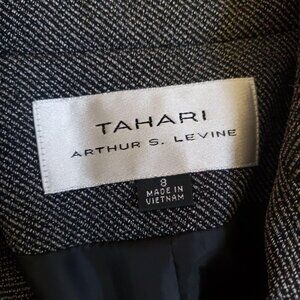 TAHARI
ARTHUR S. LEVINE
8
MADE IN
VIETNAM